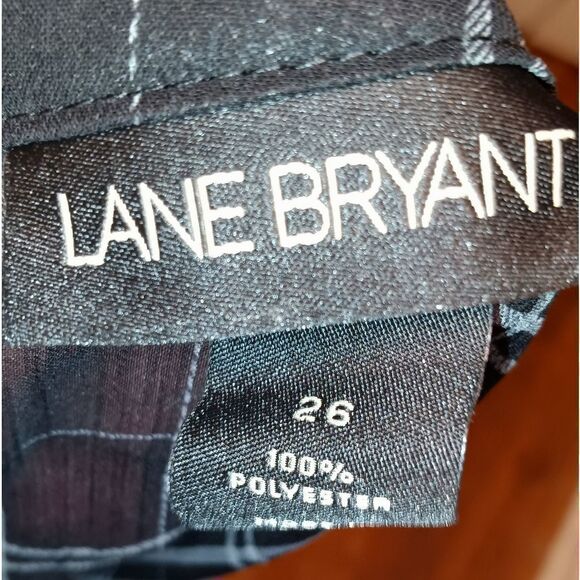 LANE BRYANT
26
100%
POLYESTER